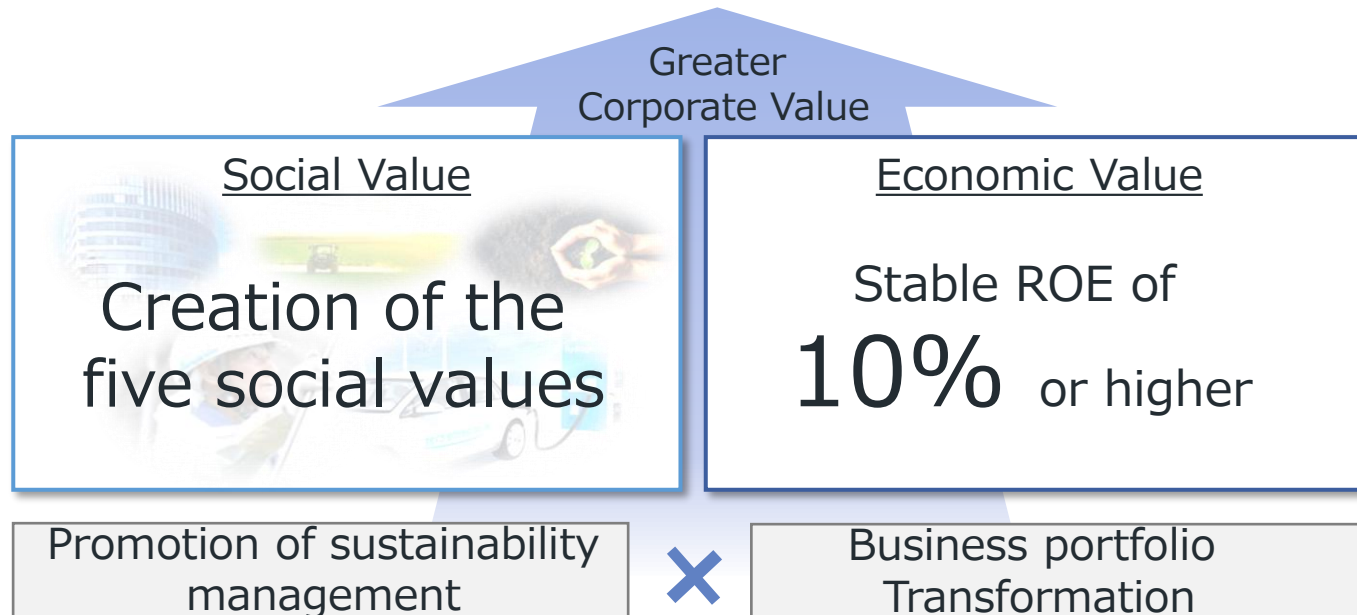 Greater
Corporate Value
Social Value
Creation of the
five social values
Economic Value
Stable ROE of
10% or higher
Promotion of sustainability
management
×
Business portfolio
Transformation